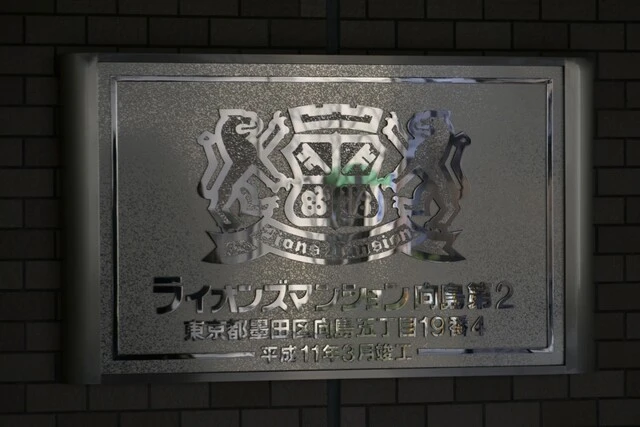 Lions Mansion
ライオンズマンション向島第2
東京都墨田区向島五丁目19番4
平成11年3月竣工